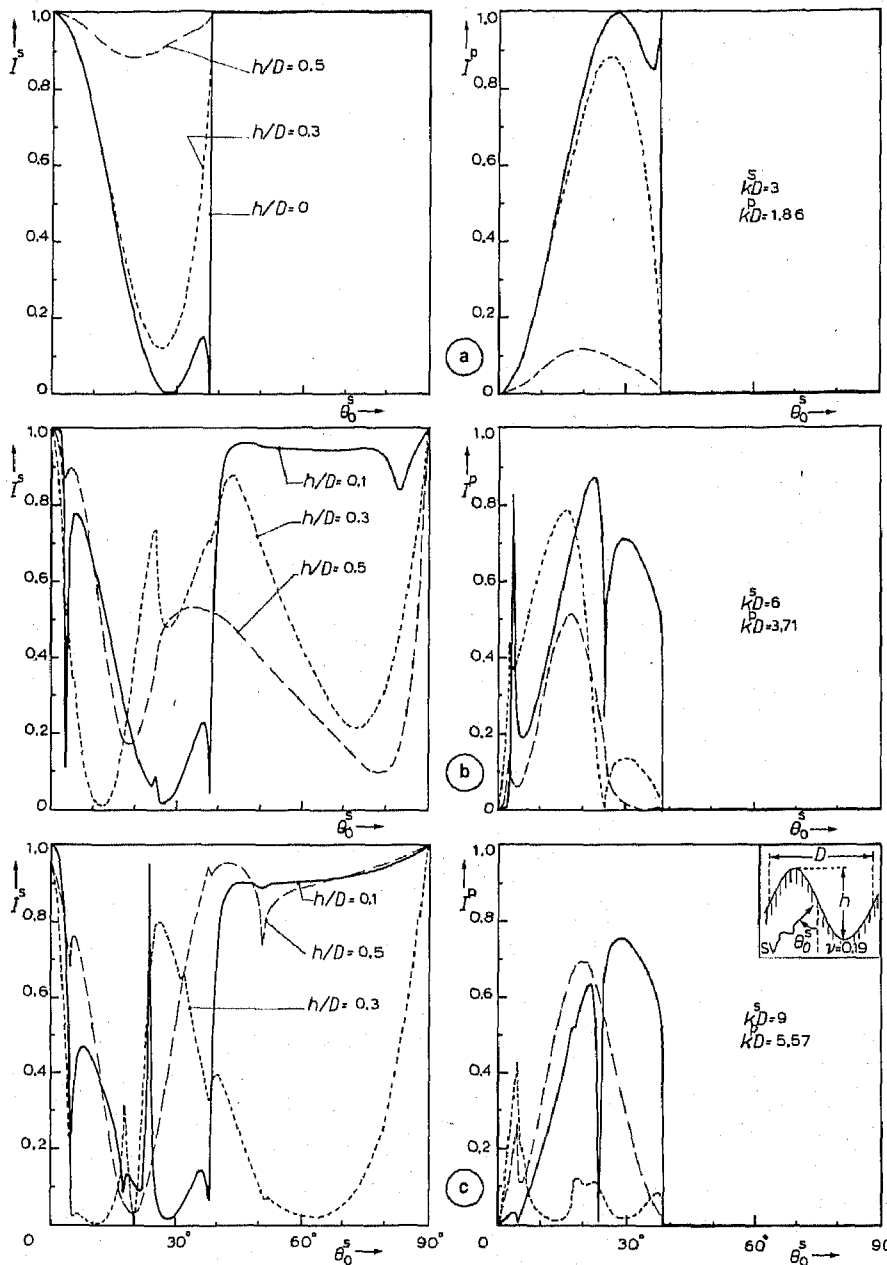 1.0
I^s
0.8
0.6
0.4
0.2
0
h/D=0.5
h/D=0.3
h/D=0
θ₀^s
1.0
I^p
0.8
0.6
0.4
0.2
0
k^sD=3
k^pD=1,86
a
θ₀^s
1.0
I^s
0.8
0.6
0.4
0,2
0
h/D=0.1
h/D=0.3
h/D=0.5
θ₀^s
1.0
I^p
0.8
0.6
0.4
0.2
0
k^sD=6
k^pD=3,71
b
θ₀^s
1.0
I^s
0.8
0.6
0.4
0.2
0
h/D=0.1
h/D=0.5
h/D=0.3
30°
60°
90°
θ₀^s
1.0
I^p
0.8
0.6
0.4
0.2
0
D
h
SV
θ₀^s
ν=0.19
k^sD=9
k^pD=5,57
c
30°
60°
90
θ₀^s